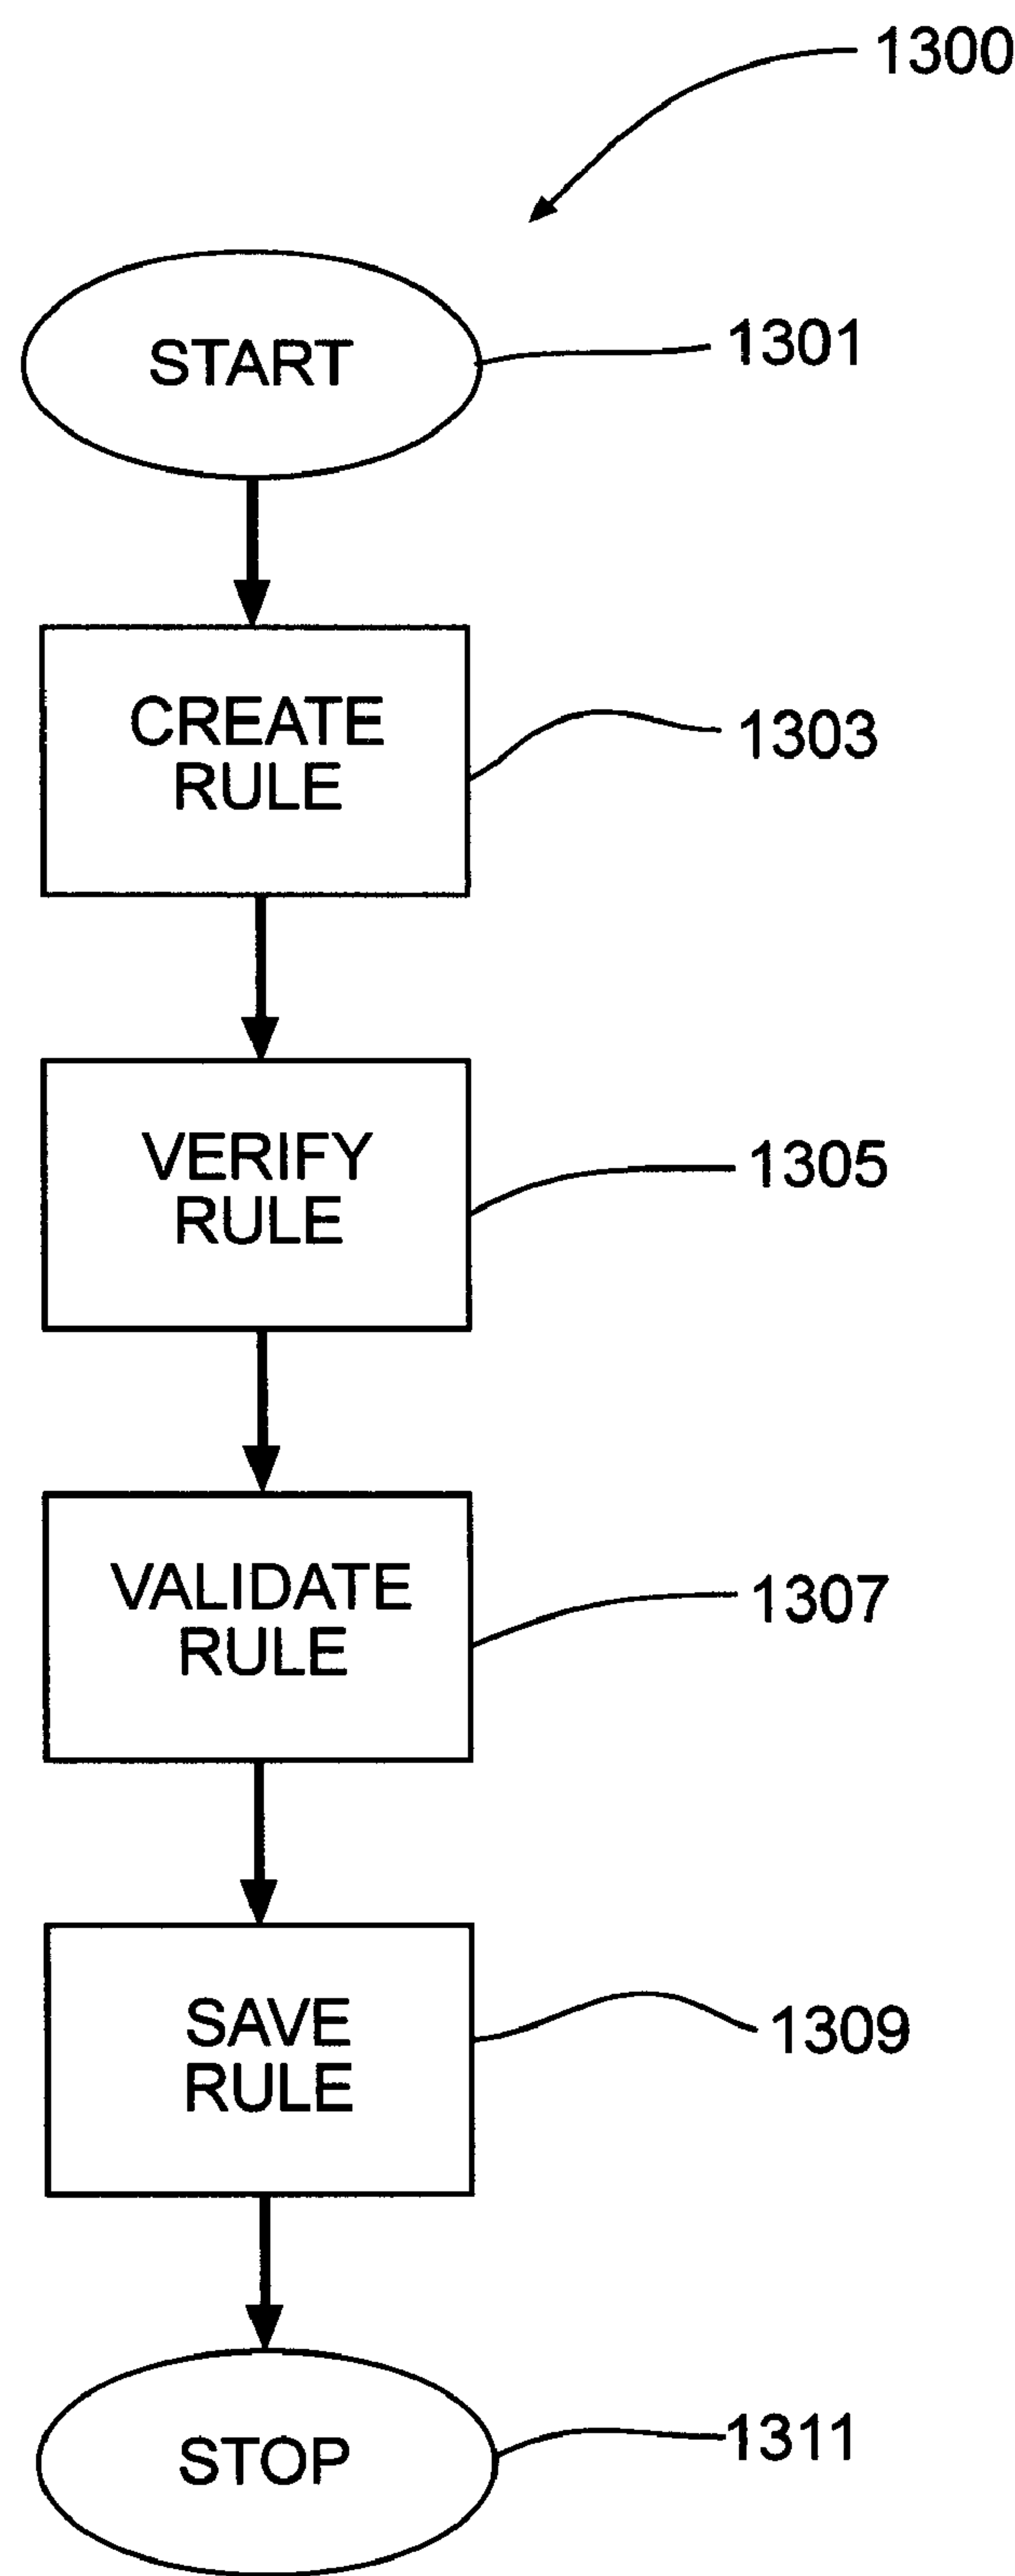 1300
START
1301
CREATE
RULE
1303
VERIFY
RULE
1305
VALIDATE
RULE
1307
SAVE
RULE
1309
STOP
1311